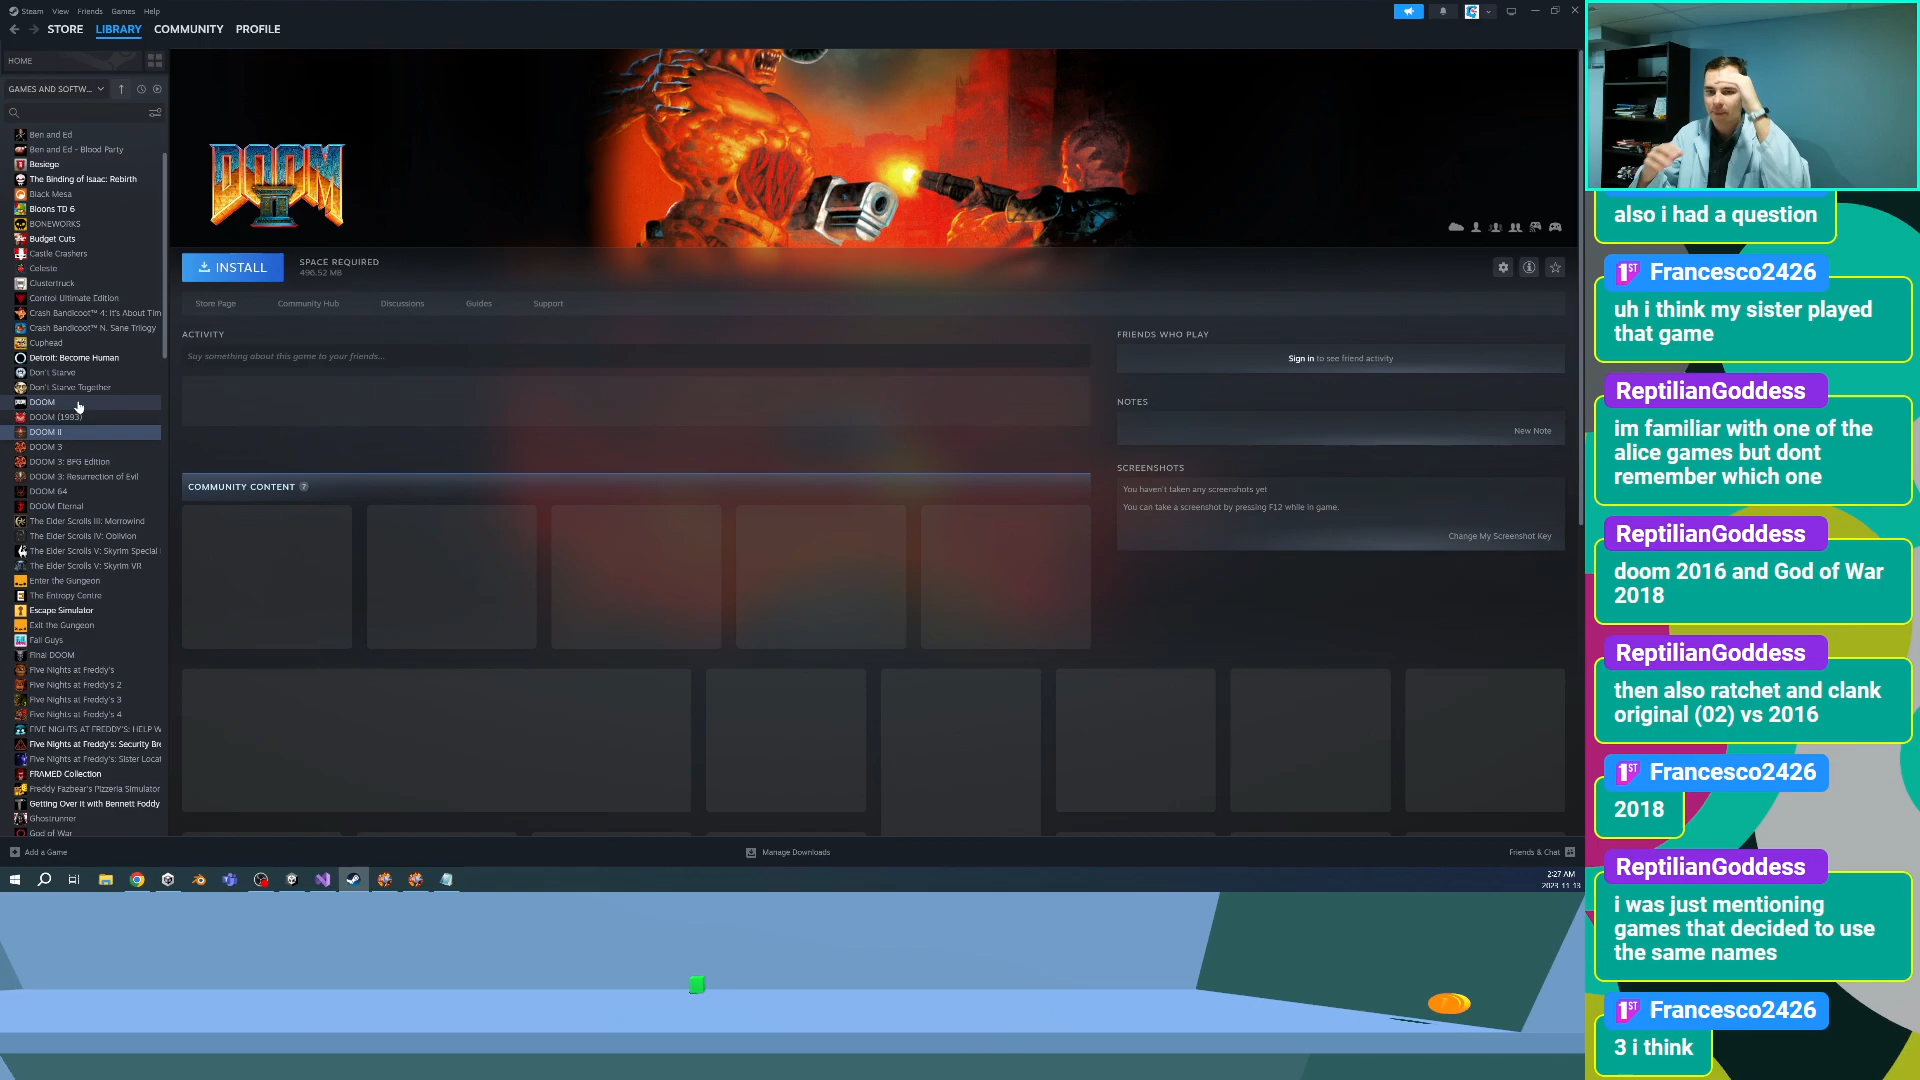 Steam View Friends Games Help
STORE LIBRARY COMMUNITY PROFILE
HOME
GAMES AND SOFTW...
Ben and Ed
Ben and Ed - Blood Party
Besiege
The Binding of Isaac: Rebirth
Black Mesa
Bloons TD 6
BONEWORKS
Budget Cuts
Castle Crashers
Celeste
Clustertruck
Control Ultimate Edition
Crash Bandicoot™ 4: It's About Tim
Crash Bandicoot™ N. Sane Trilogy
Cuphead
Detroit: Become Human
Don't Starve
Don't Starve Together
DOOM
DOOM (1993)
DOOM II
DOOM 3
DOOM 3: BFG Edition
DOOM 3: Resurrection of Evil
DOOM 64
DOOM Eternal
The Elder Scrolls III: Morrowind
The Elder Scrolls IV: Oblivion
The Elder Scrolls V: Skyrim Special
The Elder Scrolls V: Skyrim VR
Enter the Gungeon
The Entropy Centre
Escape Simulator
Exit the Gungeon
Fall Guys
Final DOOM
Five Nights at Freddy's
Five Nights at Freddy's 2
Five Nights at Freddy's 3
Five Nights at Freddy's 4
FIVE NIGHTS AT FREDDY'S: HELP W
Five Nights at Freddy's: Security Bre
Five Nights at Freddy's: Sister Locat
FRAMED Collection
Freddy Fazbear's Pizzeria Simulator
Getting Over It with Bennett Foddy
Ghostrunner
God of War
DOOM
II
INSTALL
SPACE REQUIRED
496.52 MB
Store Page Community Hub Discussions Guides Support
ACTIVITY
Say something about this game to your friends...
COMMUNITY CONTENT ?
FRIENDS WHO PLAY
Sign in to see friend activity
NOTES
New Note
SCREENSHOTS
You haven't taken any screenshots yet
You can take a screenshot by pressing F12 while in game.
Change My Screenshot Key
Add a Game
Manage Downloads
Friends & Chat
2:27 AM
2023-11-13
also i had a question
1ST Francesco2426
uh i think my sister played
that game
ReptilianGoddess
im familiar with one of the
alice games but dont
remember which one
ReptilianGoddess
doom 2016 and God of War
2018
ReptilianGoddess
then also ratchet and clank
original (02) vs 2016
1ST Francesco2426
2018
ReptilianGoddess
i was just mentioning
games that decided to use
the same names
1ST Francesco2426
3 i think